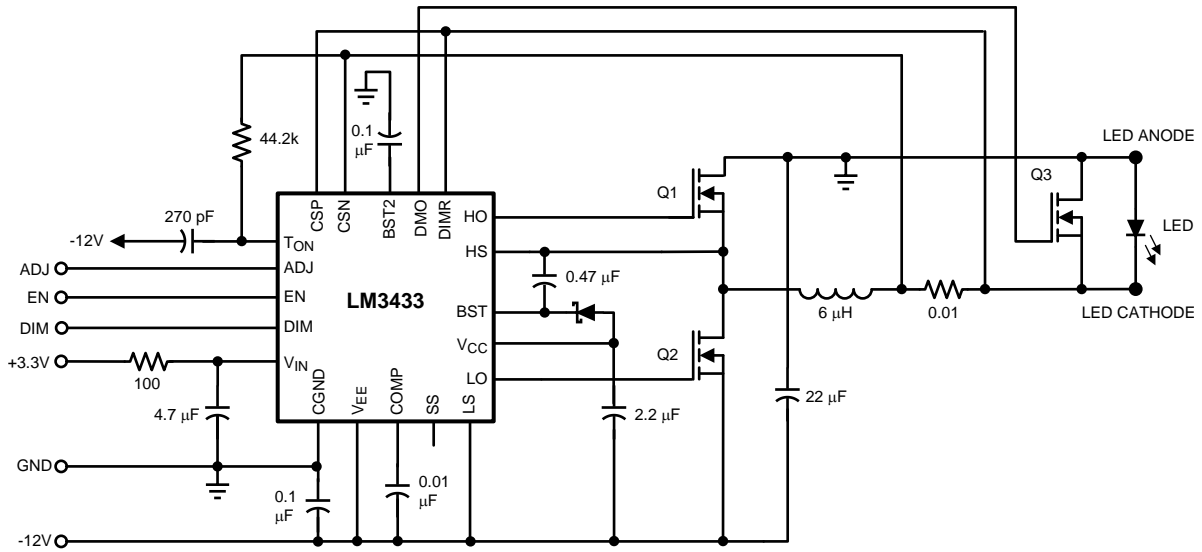 44.2k
0.1
μF
LED ANODE
Q3
Q1
LED
270 pF
CSP
CSN
BST2
DMO
DIMR
HO
-12V
TON
HS
ADJ
ADJ
0.47 μF
EN
EN
LM3433
BST
6 μH
0.01
LED CATHODE
DIM
DIM
VCC
Q2
+3.3V
VIN
LO
100
CGND
VEE
COMP
SS
LS
22 μF
4.7 μF
2.2 μF
GND
0.1
μF
0.01
μF
-12V